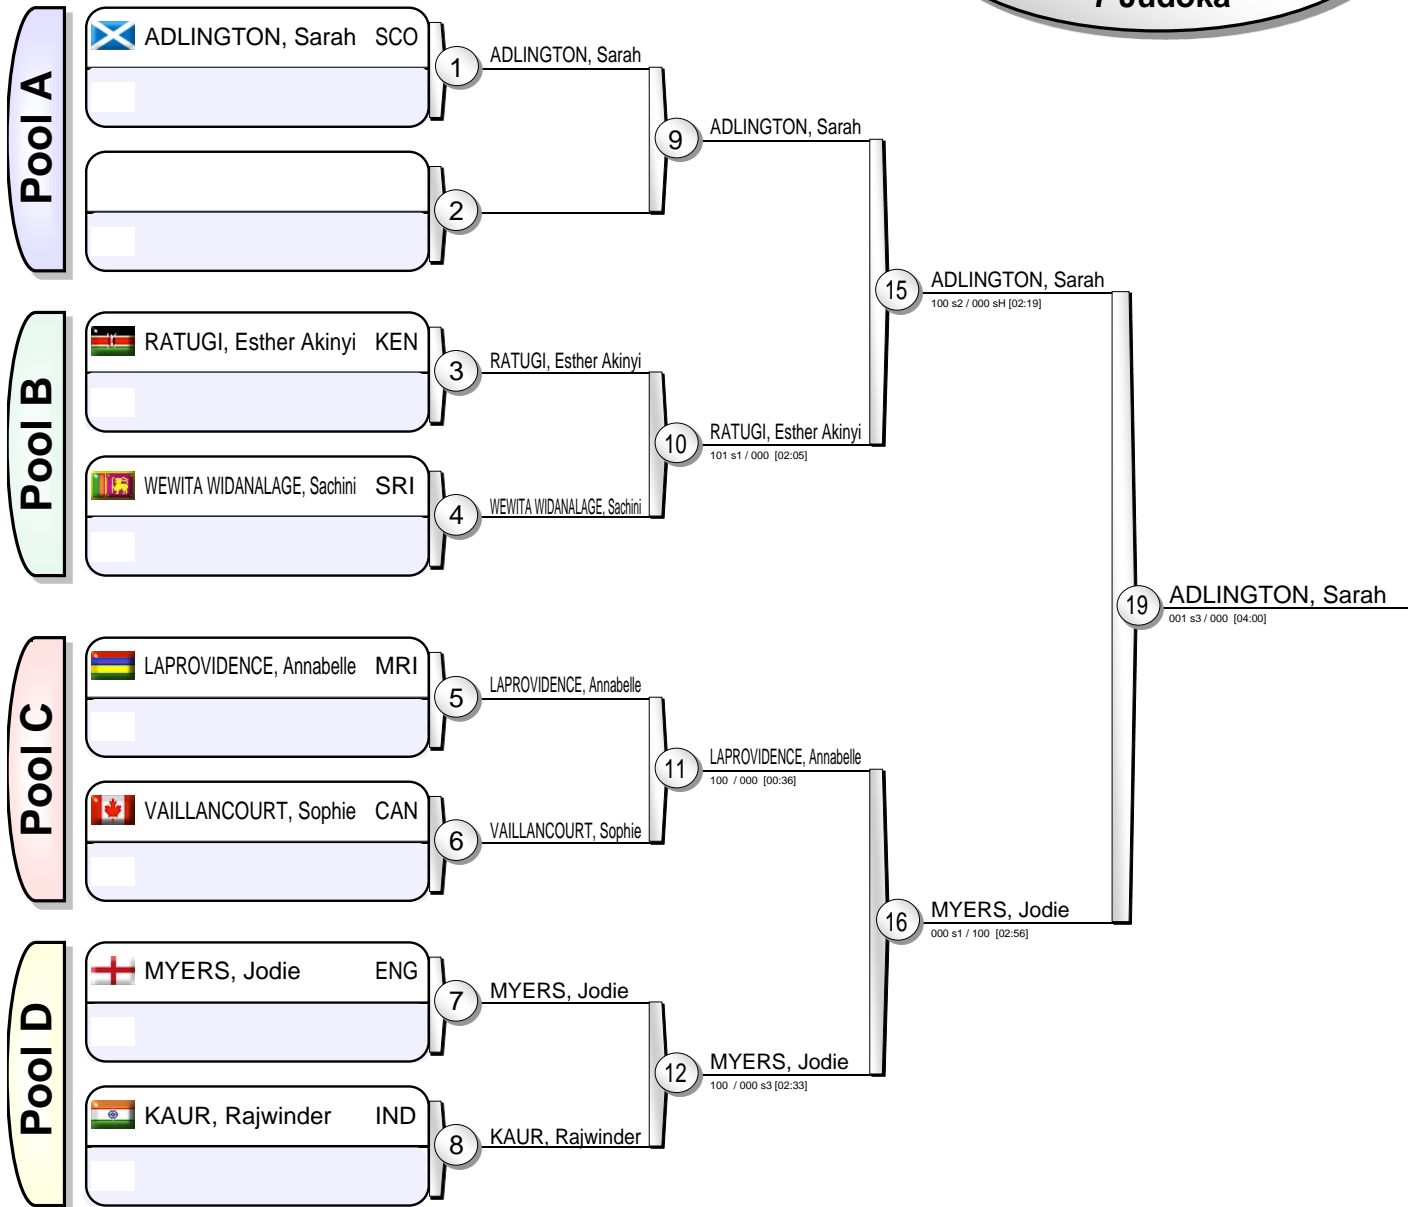 7 Judoka
Pool A
ADLINGTON, Sarah SCO
1
ADLINGTON, Sarah
9
ADLINGTON, Sarah
2
15
ADLINGTON, Sarah
100 s2 / 000 sH [02:19]
Pool B
RATUGI, Esther Akinyi KEN
3
RATUGI, Esther Akinyi
10
RATUGI, Esther Akinyi
101 s1 / 000 [02:05]
WEWITA WIDANALAGE, Sachini SRI
4
WEWITA WIDANALAGE, Sachini
19
ADLINGTON, Sarah
001 s3 / 000 [04:00]
Pool C
LAPROVIDENCE, Annabelle MRI
5
LAPROVIDENCE, Annabelle
11
LAPROVIDENCE, Annabelle
100 / 000 [00:36]
VAILLANCOURT, Sophie CAN
6
VAILLANCOURT, Sophie
16
MYERS, Jodie
000 s1 / 100 [02:56]
Pool D
MYERS, Jodie ENG
7
MYERS, Jodie
12
MYERS, Jodie
100 / 000 s3 [02:33]
KAUR, Rajwinder IND
8
KAUR, Rajwinder